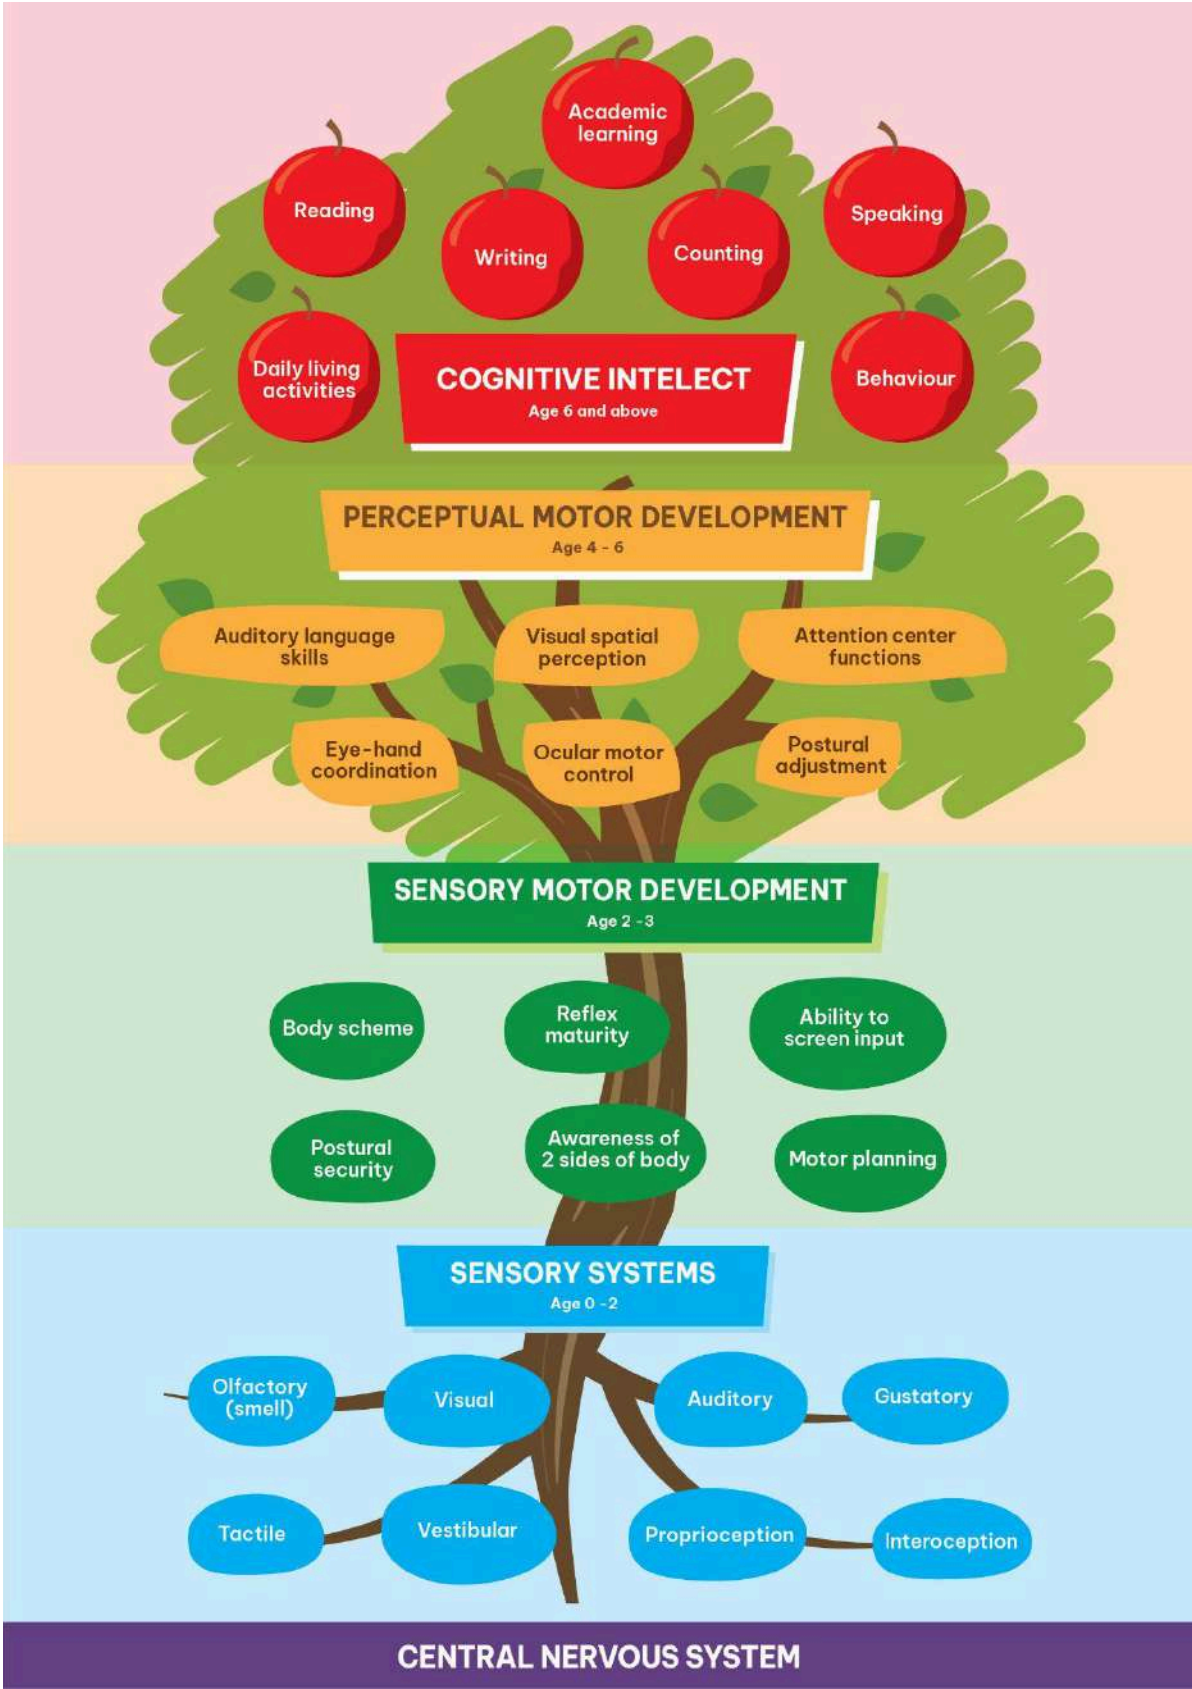 Academic
learning
Reading
Speaking
Writing
Counting
Daily living
activities
COGNITIVE INTELECT
Age 6 and above
Behaviour
PERCEPTUAL MOTOR DEVELOPMENT
Age 4 - 6
Auditory language
skills
Visual spatial
perception
Attention center
functions
Eye-hand
coordination
Ocular motor
control
Postural
adjustment
SENSORY MOTOR DEVELOPMENT
Age 2 -3
Body scheme
Reflex
maturity
Ability to
screen input
Postural
security
Awareness of
2 sides of body
Motor planning
SENSORY SYSTEMS
Age 0 -2
Olfactory
(smell)
Visual
Auditory
Gustatory
Tactile
Vestibular
Proprioception
Interoception
CENTRAL NERVOUS SYSTEM